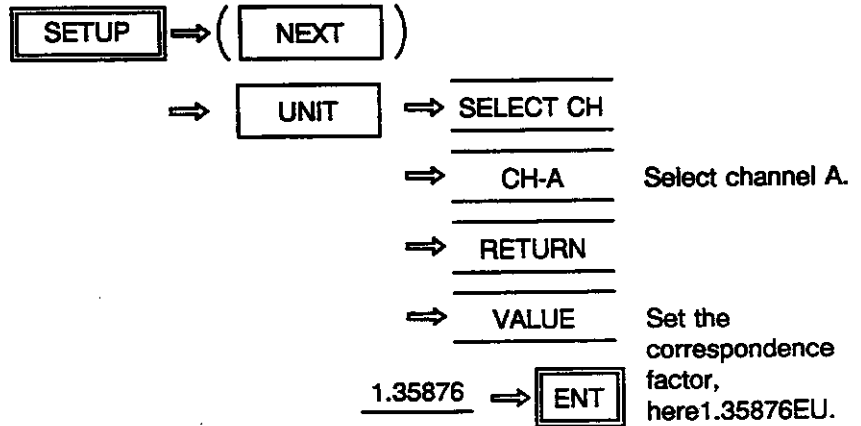 SETUP ⇒ ( NEXT )
⇒ UNIT ⇒ SELECT CH
⇒ CH-A Select channel A.
⇒ RETURN
⇒ VALUE Set the
correspondence
factor,
1.35876 ⇒ ENT here1.35876EU.